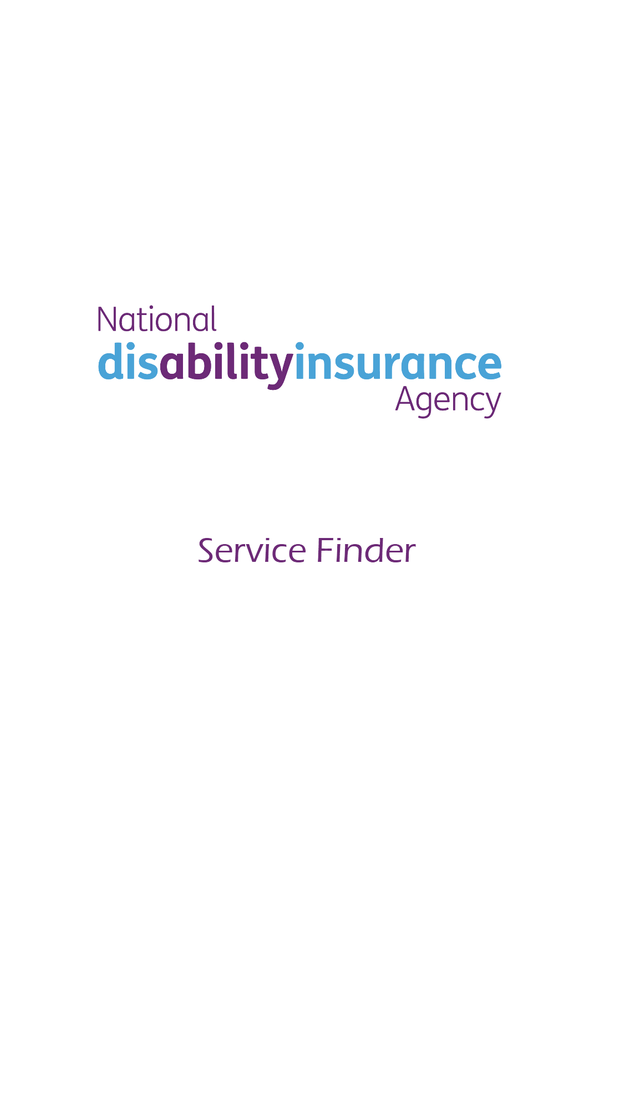 National
disabilityinsurance
Agency
Service Finder